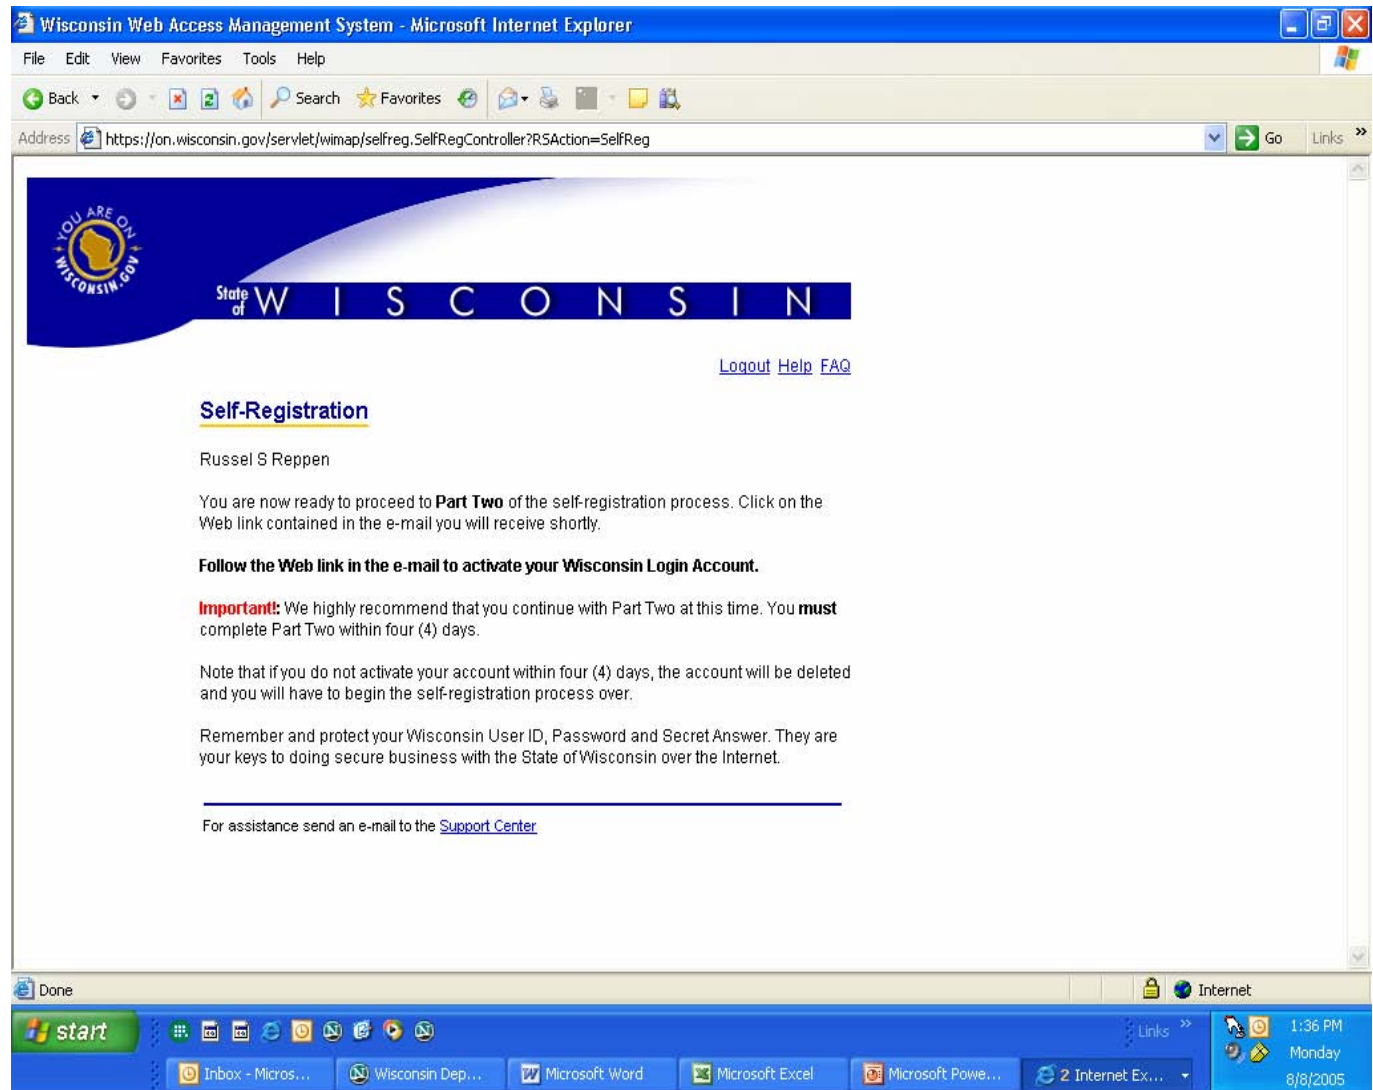 Wisconsin Web Access Management System - Microsoft Internet Explorer
File Edit View Favorites Tools Help
Back Search Favorites
Address https://on.wisconsin.gov/servlet/wimap/selfreg.SelfRegController?RSAction=SelfReg Go Links »
YOU ARE ON
WISCONSIN.GOV
State of WISCONSIN
Logout Help FAQ
Self-Registration
Russel S Reppen
You are now ready to proceed to Part Two of the self-registration process. Click on the
Web link contained in the e-mail you will receive shortly.
Follow the Web link in the e-mail to activate your Wisconsin Login Account.
Important!: We highly recommend that you continue with Part Two at this time. You must
complete Part Two within four (4) days.
Note that if you do not activate your account within four (4) days, the account will be deleted
and you will have to begin the self-registration process over.
Remember and protect your Wisconsin User ID, Password and Secret Answer. They are
your keys to doing secure business with the State of Wisconsin over the Internet.
For assistance send an e-mail to the Support Center
Done Internet
start Links » 1:36 PM
Monday
Inbox - Micros... Wisconsin Dep... Microsoft Word Microsoft Excel Microsoft Powe... 2 Internet Ex... 8/8/2005